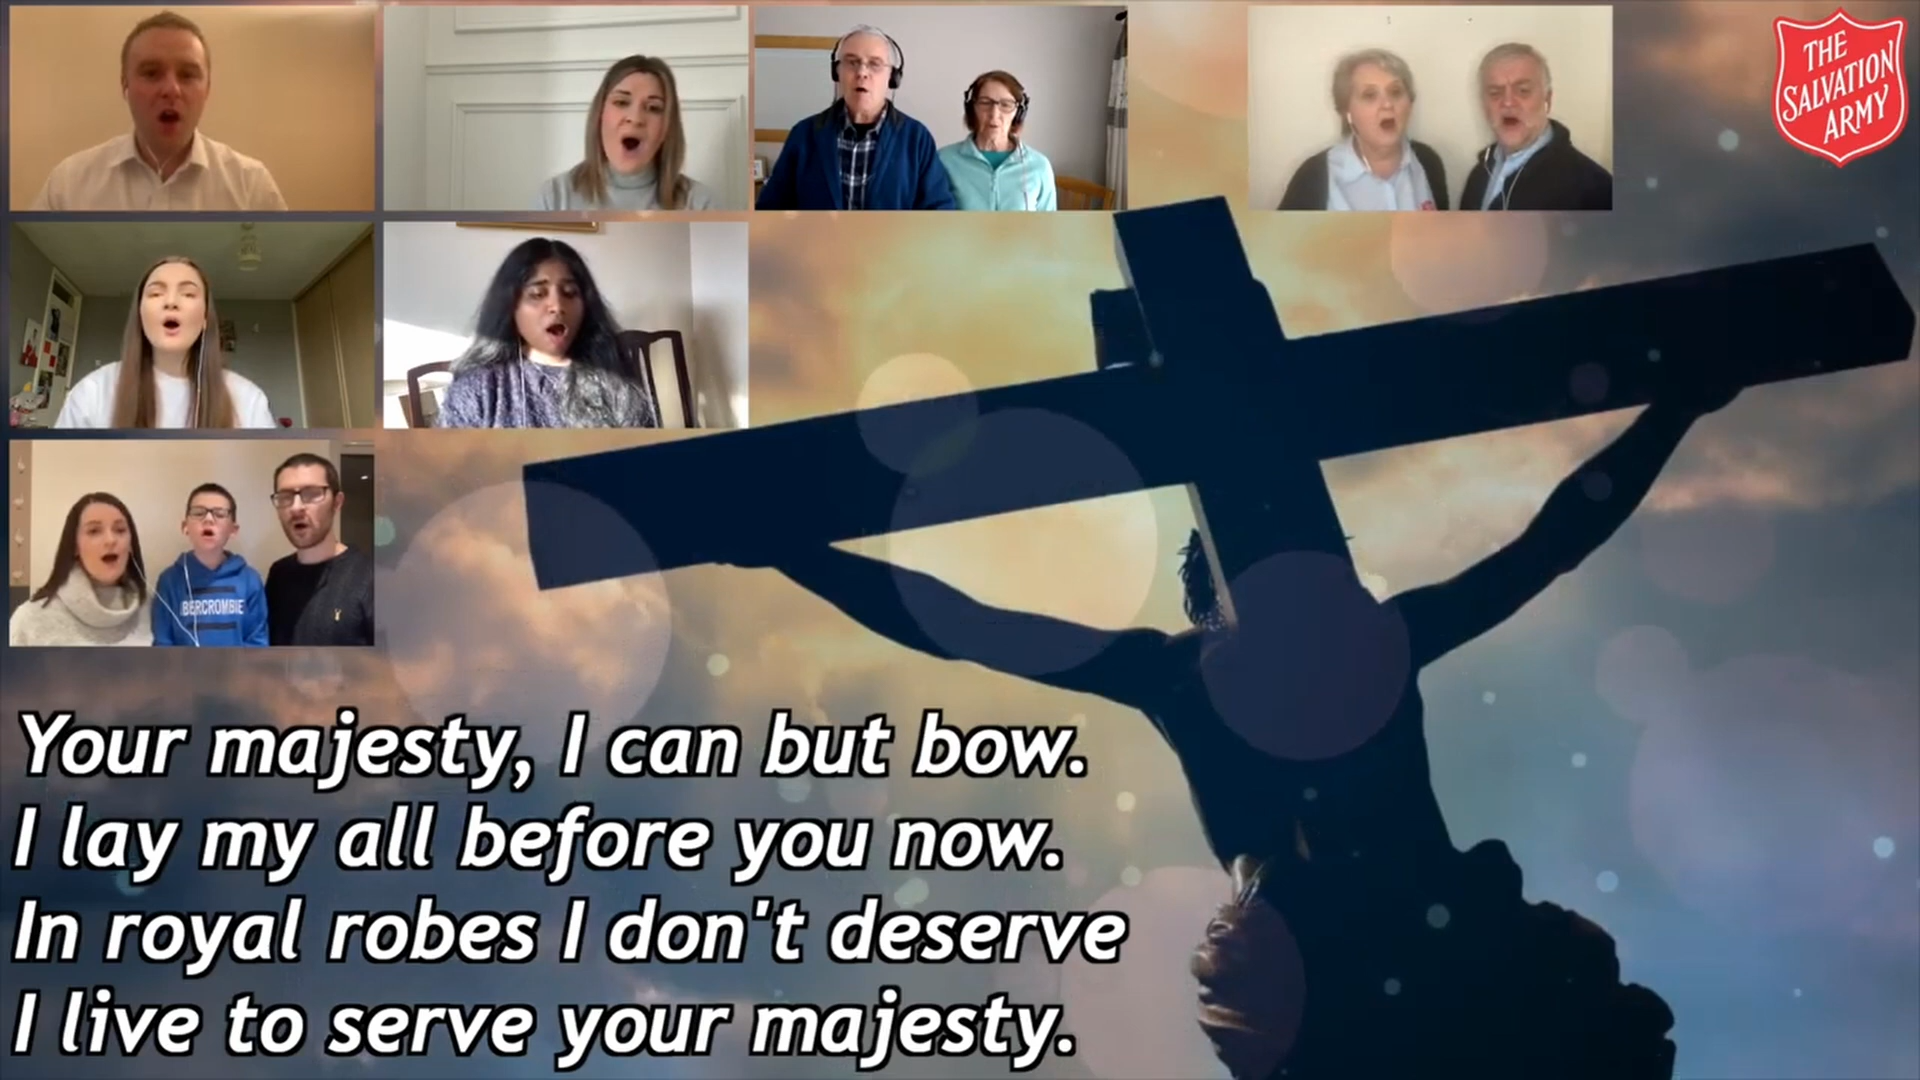 THE
SALVATION
ARMY
BERCROMBIE
Your majesty, I can but bow.
I lay my all before you now.
In royal robes I don't deserve
I live to serve your majesty.